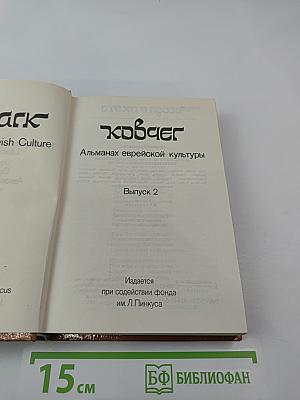 ark
ish Culture
cus
ковчег
Альманах еврейской культуры
Выпуск 2
Издается
при содействии фонда
им. Л. Пинкуса
15 см
БФ БИБЛИОФАН